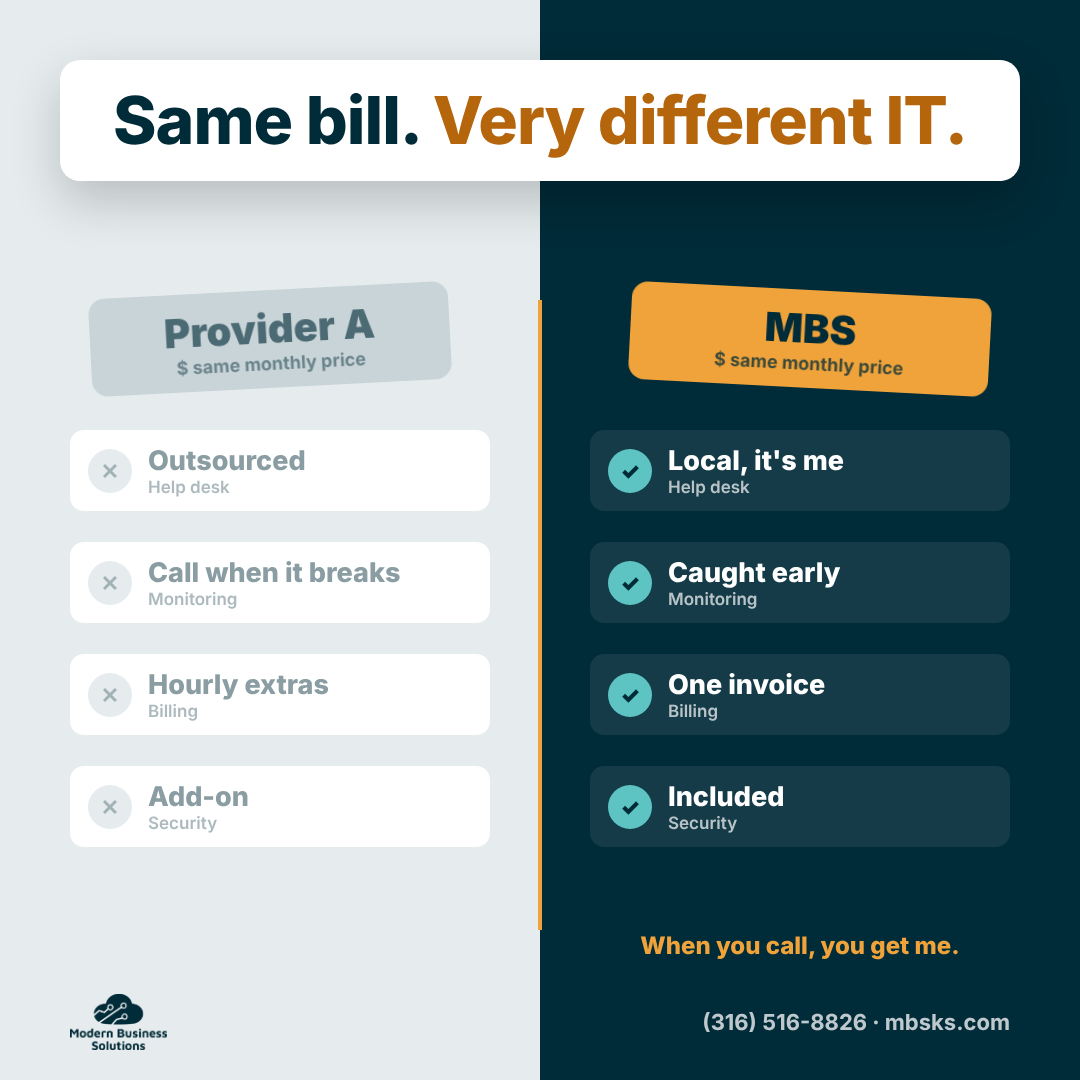 Same bill. Very different IT.
Provider A
$ same monthly price
Outsourced
Help desk
Call when it breaks
Monitoring
Hourly extras
Billing
Add-on
Security
MBS
$ same monthly price
Local, it's me
Help desk
Caught early
Monitoring
One invoice
Billing
Included
Security
When you call, you get me.
Modern Business
Solutions
(316) 516-8826 · mbsks.com